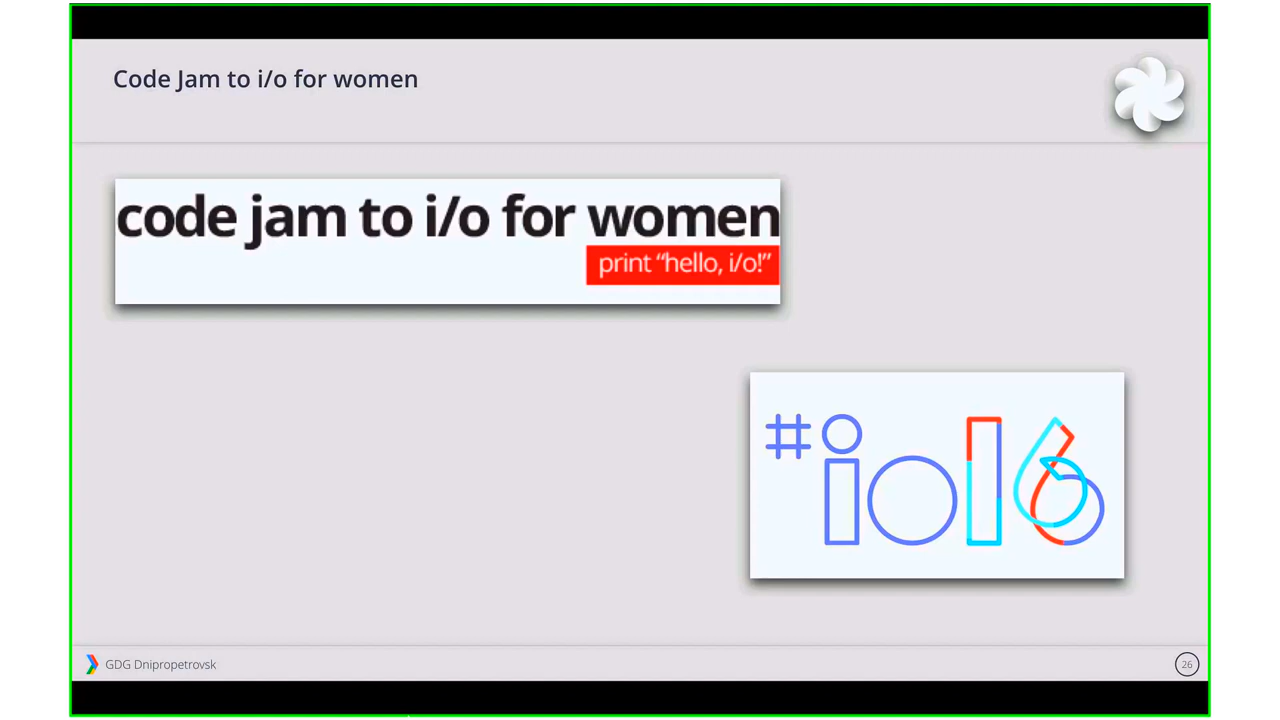 Code Jam to i/o for women
code jam to i/o for women
print “hello, i/o!”
#io16
GDG Dnipropetrovsk
26